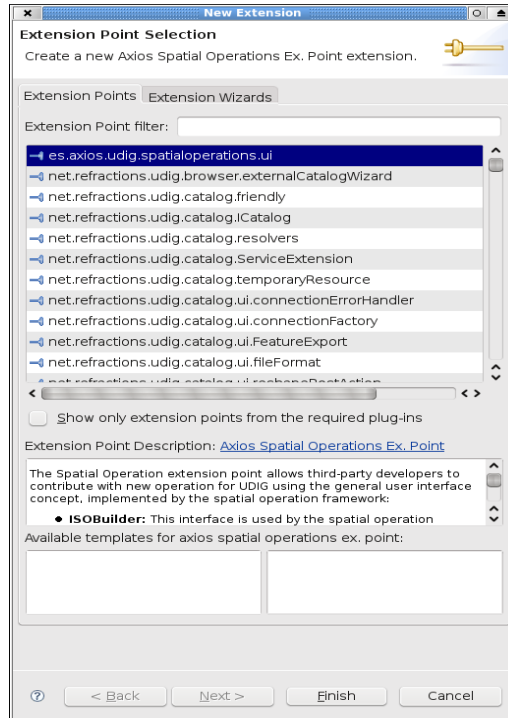 New Extension
Extension Point Selection
Create a new Axios Spatial Operations Ex. Point extension.
Extension Points
Extension Wizards
Extension Point filter:
es.axios.udig.spatialoperations.ui
net.refractions.udig.browser.externalCatalogWizard
net.refractions.udig.catalog.friendly
net.refractions.udig.catalog.ICatalog
net.refractions.udig.catalog.resolvers
net.refractions.udig.catalog.ServiceExtension
net.refractions.udig.catalog.temporaryResource
net.refractions.udig.catalog.ui.connectionErrorHandler
net.refractions.udig.catalog.ui.connectionFactory
net.refractions.udig.catalog.ui.FeatureExport
net.refractions.udig.catalog.ui.fileFormat
net.refractions.udig.catalog.ui.reshapePostAction
Show only extension points from the required plug-ins
Extension Point Description: Axios Spatial Operations Ex. Point
The Spatial Operation extension point allows third-party developers to
contribute with new operation for UDIG using the general user interface
concept, implemented by the spatial operation framework:
• ISOBuilder: This interface is used by the spatial operation
Available templates for axios spatial operations ex. point:
< Back
Next >
Finish
Cancel